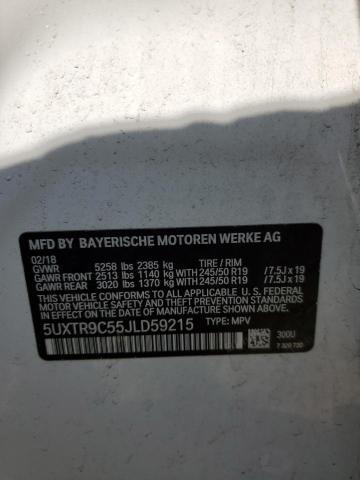 MFD BY BAYERISCHE MOTOREN WERKE AG
02/18
GVWR 5258 lbs 2385 kg TIRE / RIM
GAWR FRONT 2513 lbs 1140 kg WITH 245/50 R19 /7.5J x 19
GAWR REAR 3020 lbs 1370 kg WITH 245/50 R19 /7.5J x 19
THIS VEHICLE CONFORMS TO ALL APPLICABLE U. S. FEDERAL
MOTOR VEHICLE SAFETY AND THEFT PREVENTION STANDARDS
IN EFFECT ON THE DATE OF MANUFACTURE SHOWN ABOVE.
5UXTR9C55JLD59215 TYPE: MPV
300U
7 320 730